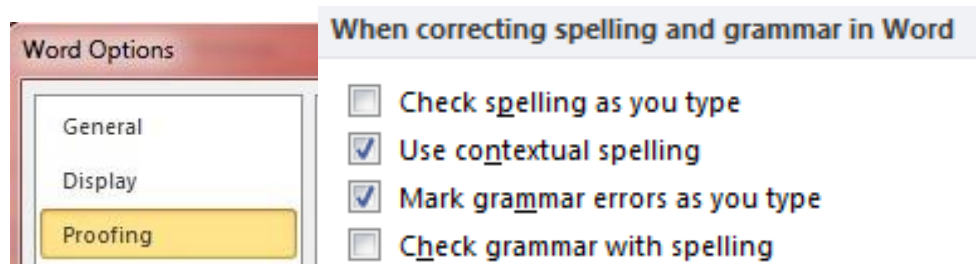 Word Options
General
Display
Proofing
When correcting spelling and grammar in Word
Check spelling as you type
Use contextual spelling
Mark grammar errors as you type
Check grammar with spelling